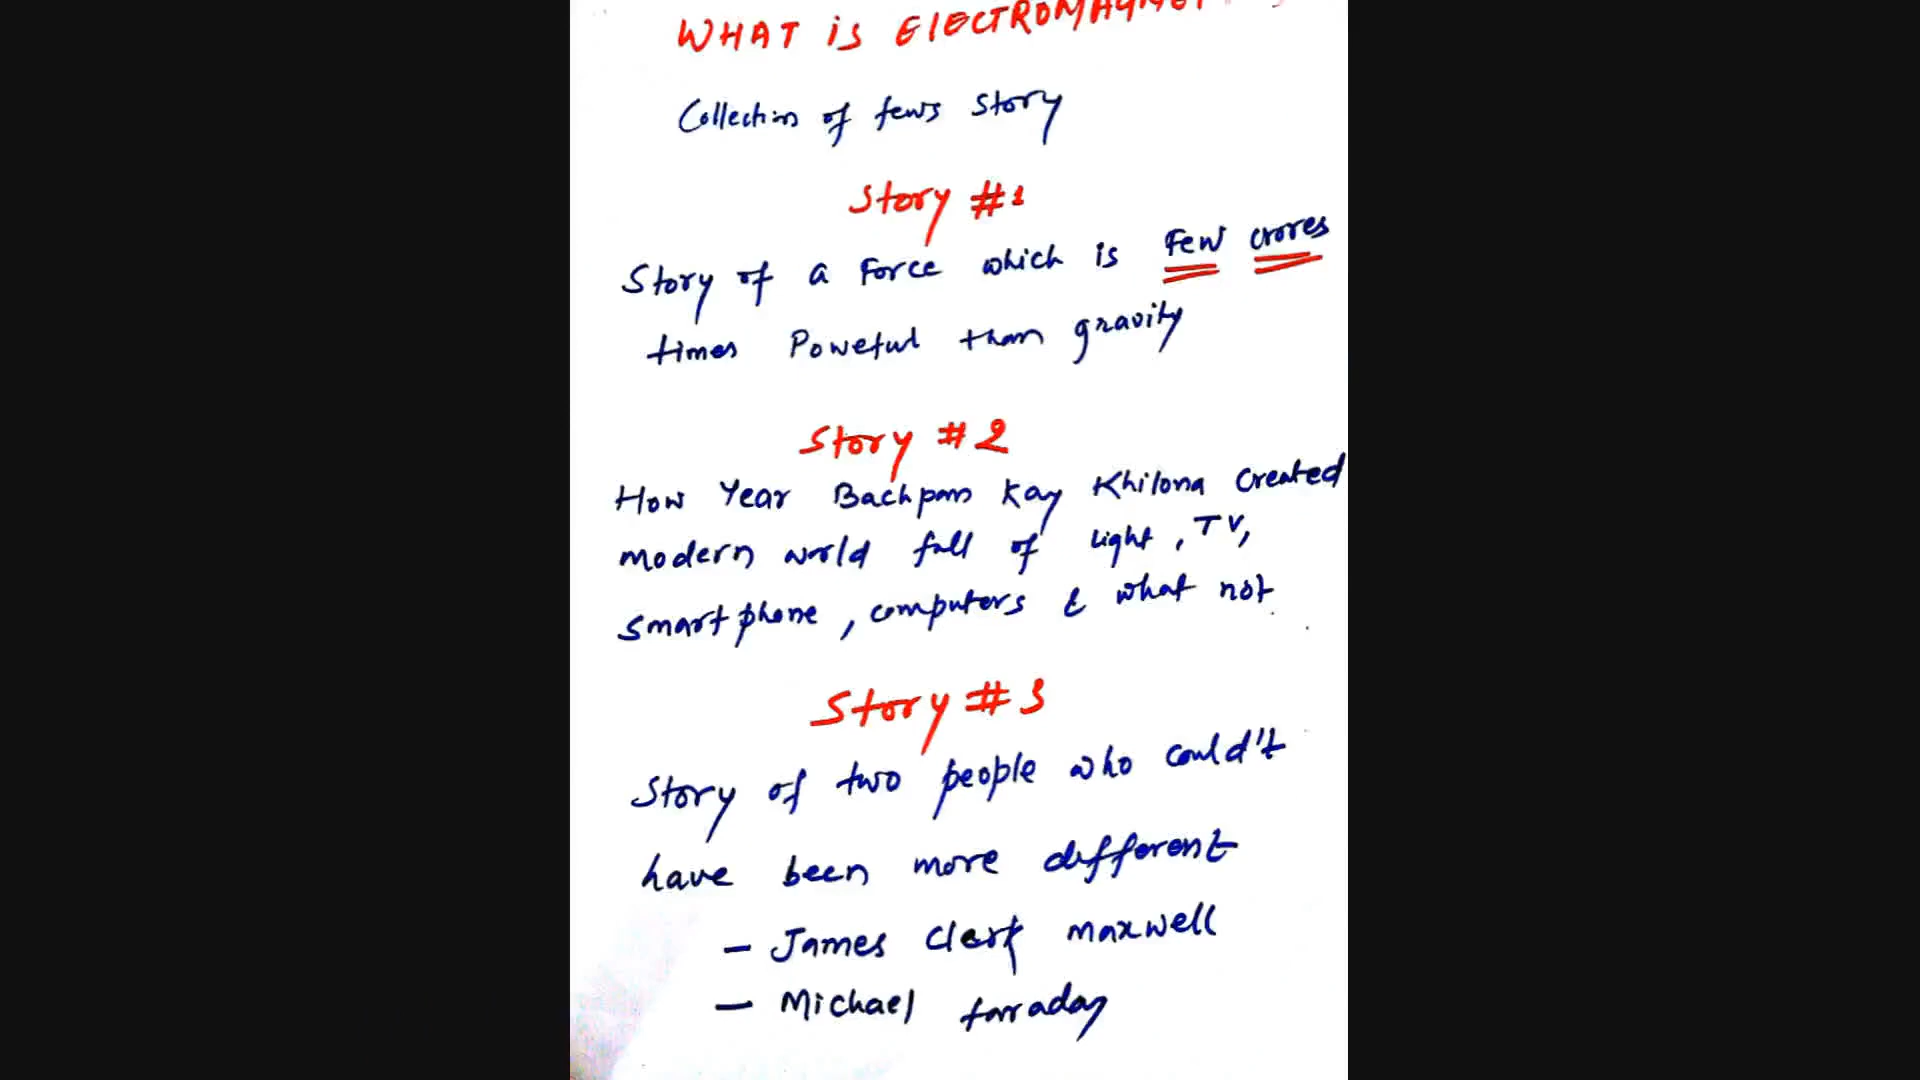 WHAT is ElECTROMAGNET
Collection of fews story
Story #1
Story of a Force which is Few crores
times Poweful than gravity
Story #2
How Year Bachpan Kay Khilona Created
modern world full of light, TV,
smart phone, computers & what not
Story #3
Story of two people who could't
have been more different
- James Clerk maxwell
- Michael faraday